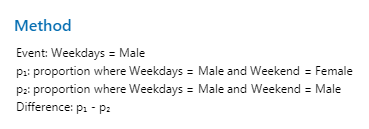 Method
Event: Weekdays = Male
p₁: proportion where Weekdays = Male and Weekend = Female
p₂: proportion where Weekdays = Male and Weekend = Male
Difference: p₁ - p₂